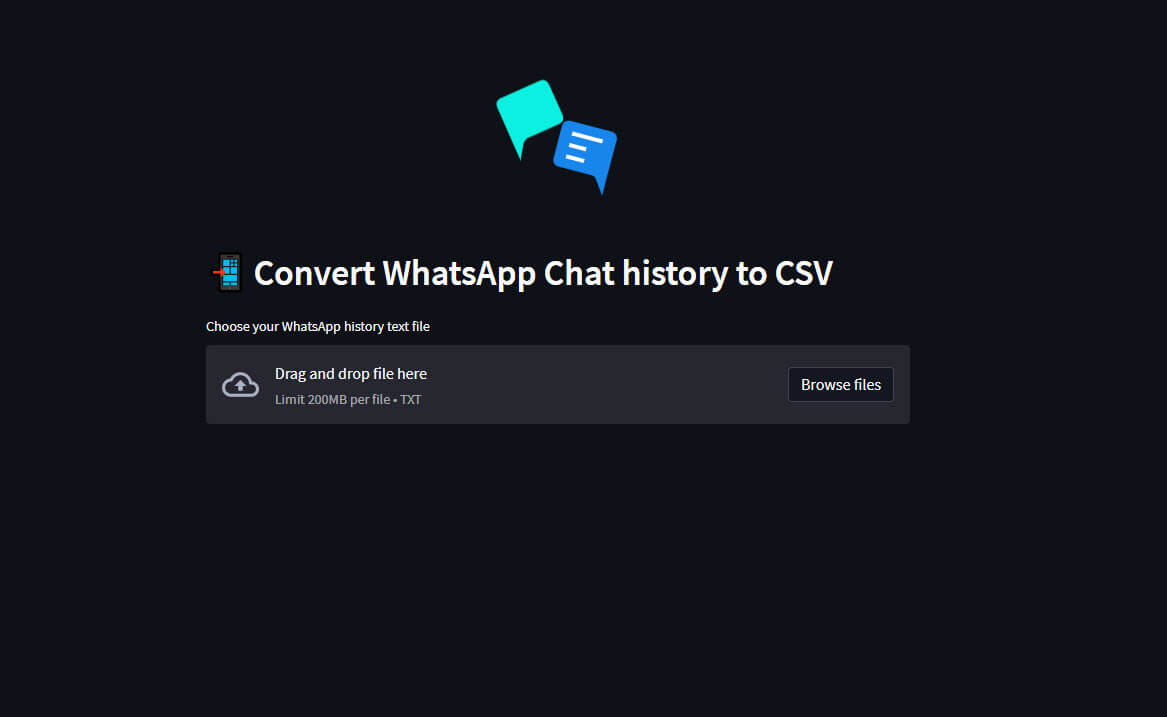 Convert WhatsApp Chat history to CSV
Choose your WhatsApp history text file
Drag and drop file here
Limit 200MB per file • TXT
Browse files